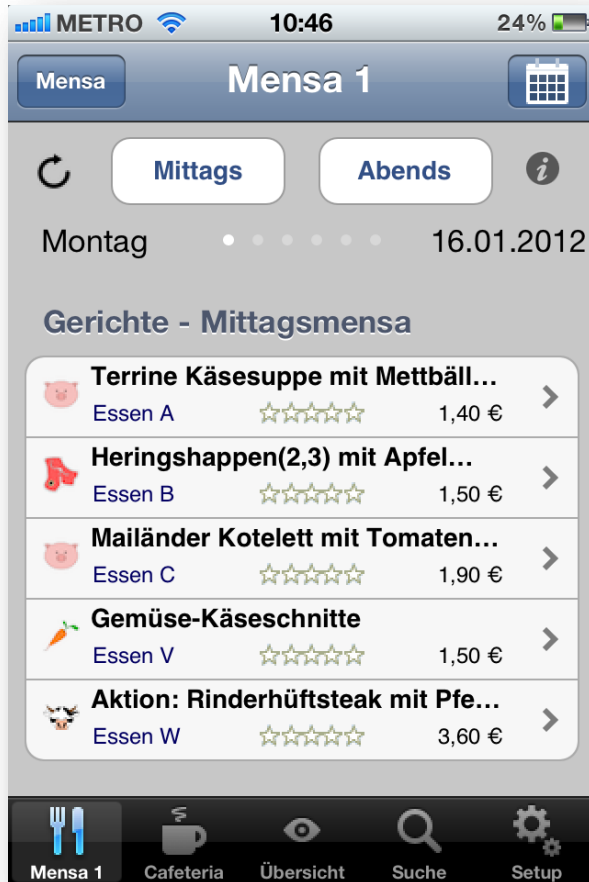 METRO 10:46 24%
Mensa Mensa 1
Mittags Abends
Montag 16.01.2012
Gerichte - Mittagsmensa
Terrine Käsesuppe mit Mettbäll...
Essen A 1,40 €
Heringshappen(2,3) mit Apfel...
Essen B 1,50 €
Mailänder Kotelett mit Tomaten...
Essen C 1,90 €
Gemüse-Käseschnitte
Essen V 1,50 €
Aktion: Rinderhüftsteak mit Pfe...
Essen W 3,60 €
Mensa 1 Cafeteria Übersicht Suche Setup